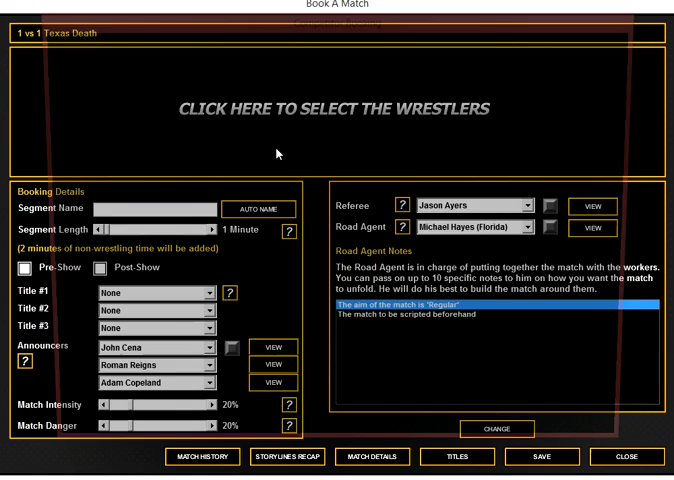 Book A Match
1 vs 1 Texas Death
CLICK HERE TO SELECT THE WRESTLERS
Booking Details
Segment Name
AUTO NAME
Segment Length
1 Minute
?
(2 minutes of non-wrestling time will be added)
Pre-Show
Post-Show
Title #1
None
?
Title #2
None
Title #3
None
Announcers
John Cena
VIEW
?
Roman Reigns
VIEW
Adam Copeland
VIEW
Match Intensity
20%
?
Match Danger
20%
?
Referee
?
Jason Ayers
VIEW
Road Agent
?
Michael Hayes (Florida)
VIEW
Road Agent Notes
The Road Agent is in charge of putting together the match with the workers.
You can pass on up to 10 specific notes to him on how you want the match
to unfold. He will do his best to build the match around them.
The aim of the match is 'Regular'
The match to be scripted beforehand
CHANGE
MATCH HISTORY
STORYLINES RECAP
MATCH DETAILS
TITLES
SAVE
CLOSE